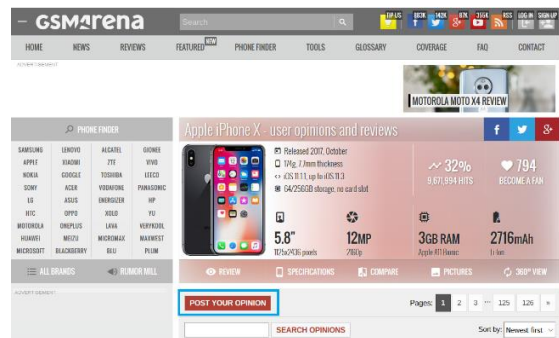 GSMarena
Search
TIP US
RSS
LOG IN
SIGN UP
HOME NEWS REVIEWS FEATURED NEW PHONE FINDER TOOLS GLOSSARY COVERAGE FAQ CONTACT
ADVERTISEMENT
MOTOROLA MOTO X4 REVIEW
PHONE FINDER
SAMSUNG LENOVO ALCATEL GIONEE
APPLE XIAOMI ZTE VIVO
NOKIA GOOGLE TOSHIBA LEECO
SONY ACER VODAFONE PANASONIC
LG ASUS ENERGIZER HP
HTC OPPO XOLO YU
MOTOROLA ONEPLUS LAVA VERYKOOL
HUAWEI MEIZU MICROMAX MAXWEST
MICROSOFT BLACKBERRY BLU PLUM
ALL BRANDS RUMOR MILL
ADVERTISEMENT
Apple iPhone X - user opinions and reviews
Released 2017, October
174g, 7.7mm thickness
iOS 11.1.1, up to iOS 11.3
64/256GB storage, no card slot
32%
9,671,994 HITS
794
BECOME A FAN
5.8"
1125x2436 pixels
12MP
2160p
3GB RAM
Apple A11 Bionic
2716mAh
Li-Ion
REVIEW SPECIFICATIONS COMPARE PICTURES 360° VIEW
POST YOUR OPINION
Pages: 1 2 3 ... 125 126 »
SEARCH OPINIONS
Sort by: Newest first